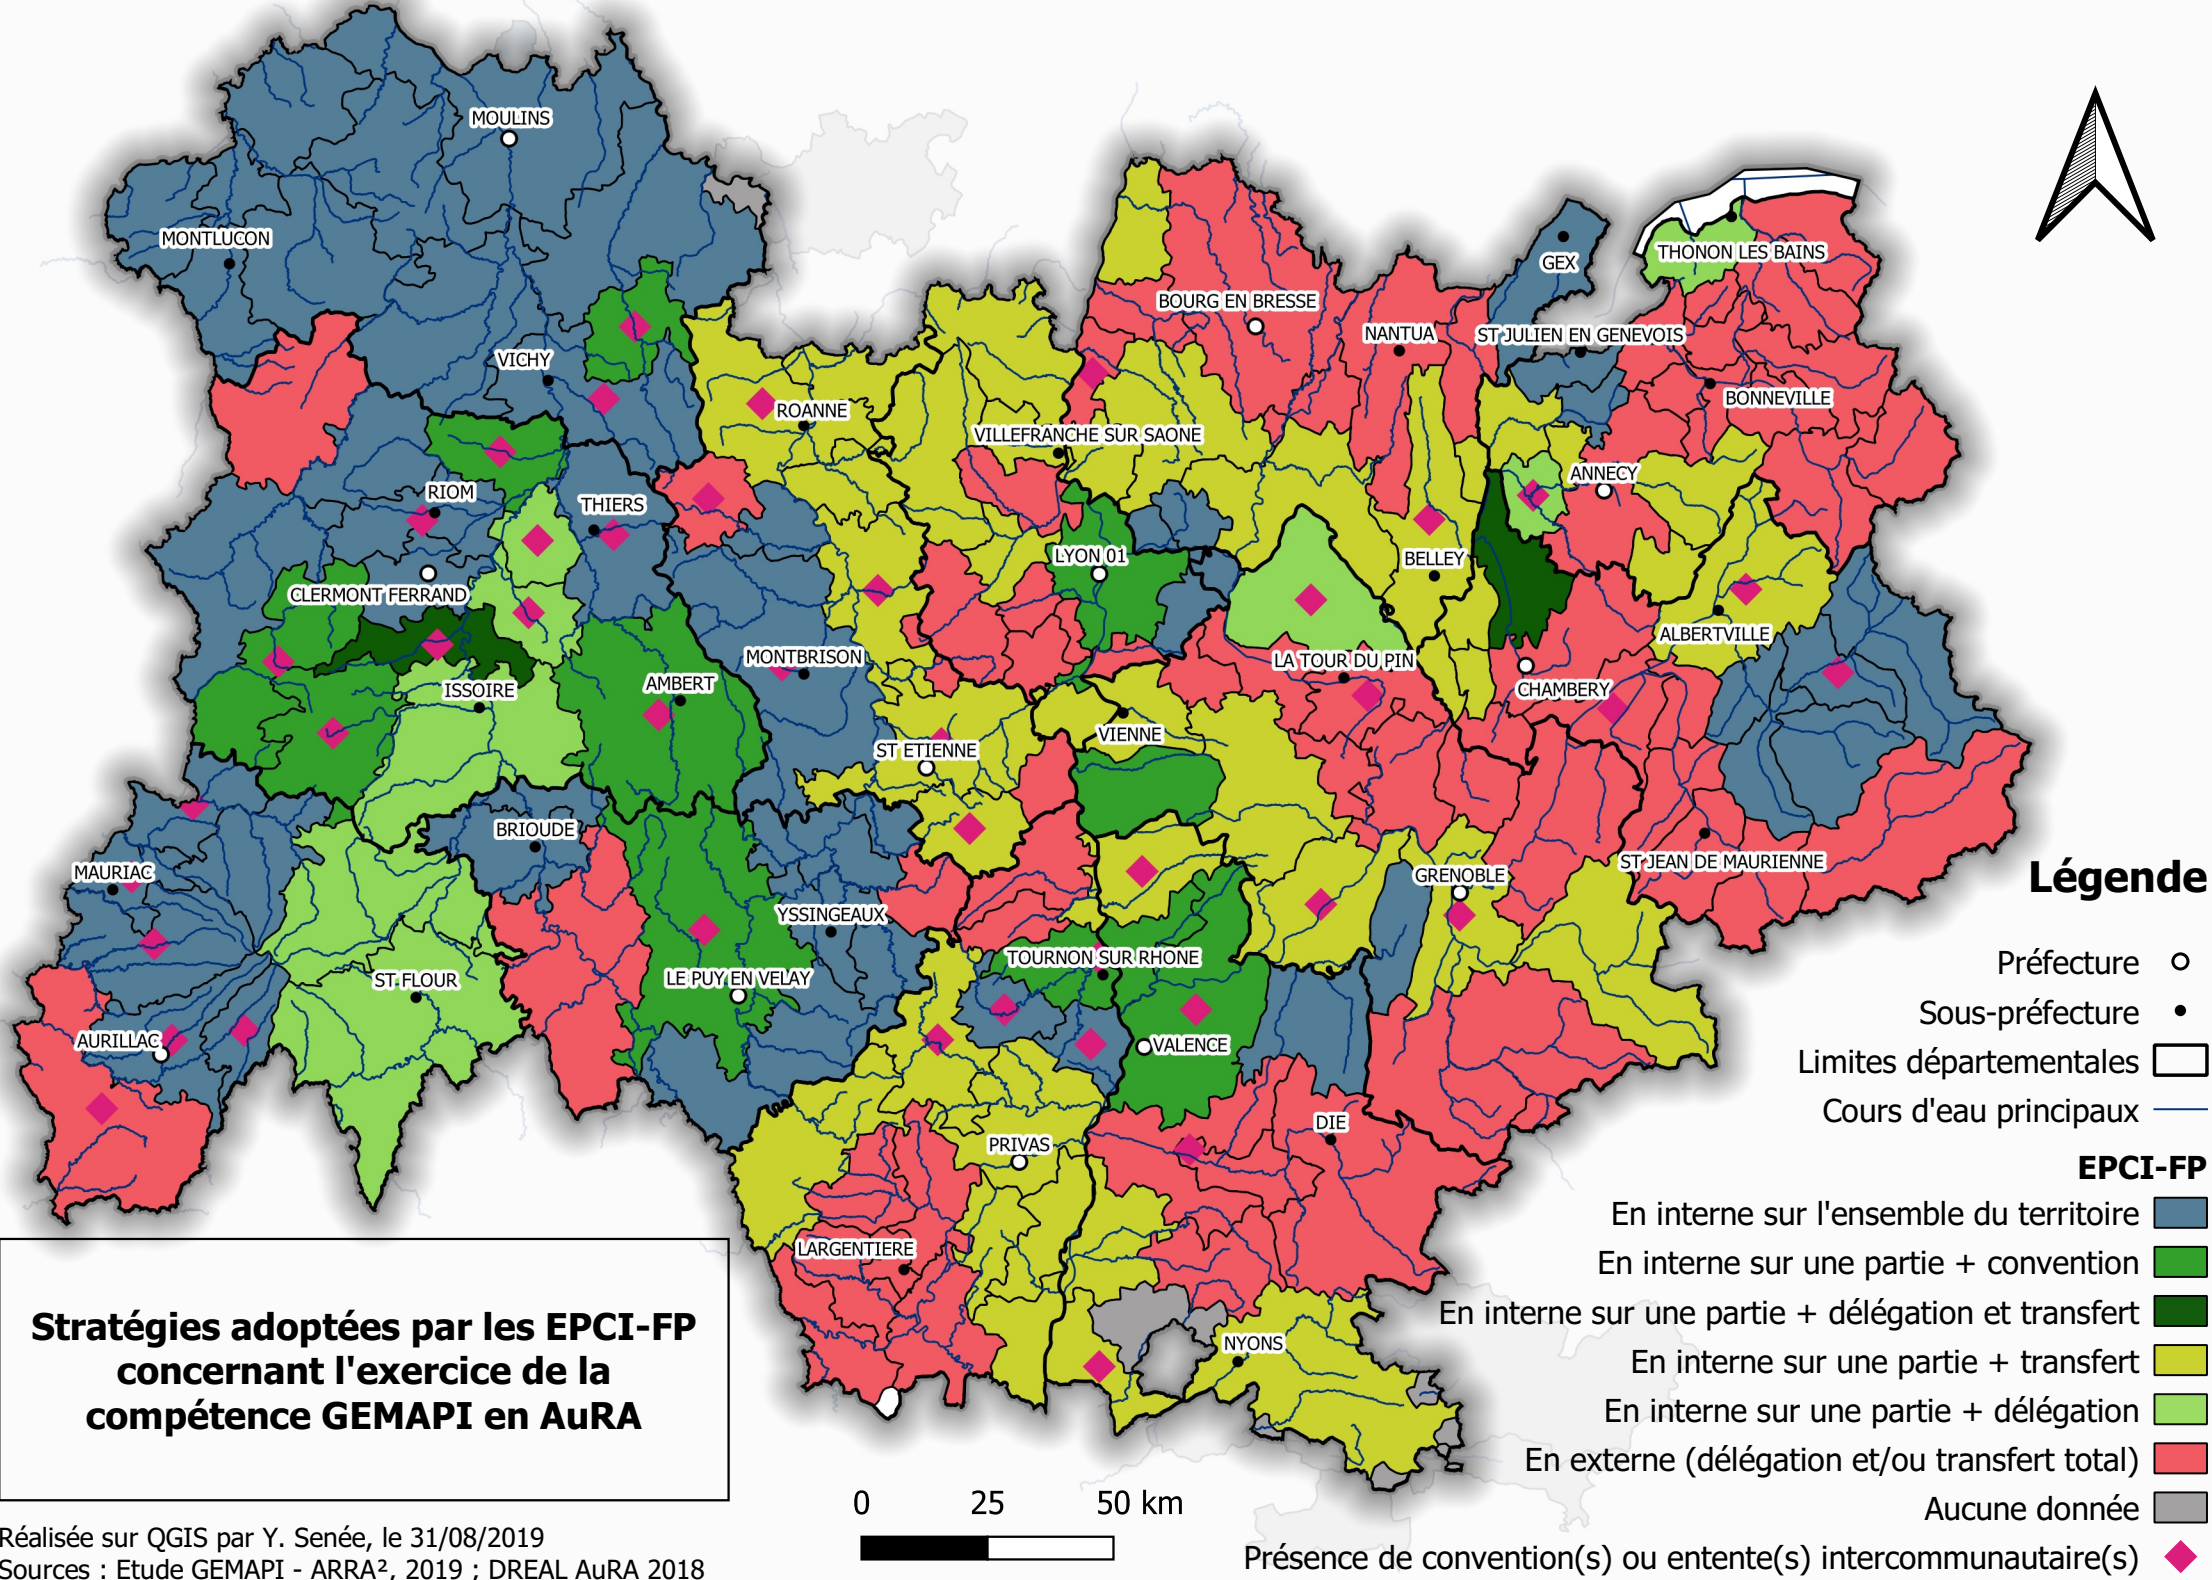 MOULINS
MONTLUCON
GEX
THONON LES BAINS
BOURG EN BRESSE
NANTUA
ST JULIEN EN GENEVOIS
VICHY
BONNEVILLE
ROANNE
VILLEFRANCHE SUR SAONE
ANNECY
RIOM
THIERS
LYON 01
BELLEY
CLERMONT FERRAND
ALBERTVILLE
MONTBRISON
LA TOUR DU PIN
AMBERT
ISSOIRE
CHAMBERY
VIENNE
ST ETIENNE
BRIOUDE
MAURIAC
GRENOBLE
ST JEAN DE MAURIENNE
YSSINGEAUX
TOURNON SUR RHONE
ST FLOUR
LE PUY EN VELAY
AURILLAC
VALENCE
DIE
PRIVAS
LARGENTIERE
NYONS
Légende
Préfecture
Sous-préfecture
Limites départementales
Cours d'eau principaux
EPCI-FP
En interne sur l'ensemble du territoire
En interne sur une partie + convention
En interne sur une partie + délégation et transfert
En interne sur une partie + transfert
En interne sur une partie + délégation
En externe (délégation et/ou transfert total)
Aucune donnée
Présence de convention(s) ou entente(s) intercommunautaire(s)
Stratégies adoptées par les EPCI-FP
concernant l'exercice de la
compétence GEMAPI en AuRA
0 25 50 km
Réalisée sur QGIS par Y. Senée, le 31/08/2019
Sources : Etude GEMAPI - ARRA², 2019 ; DREAL AuRA 2018